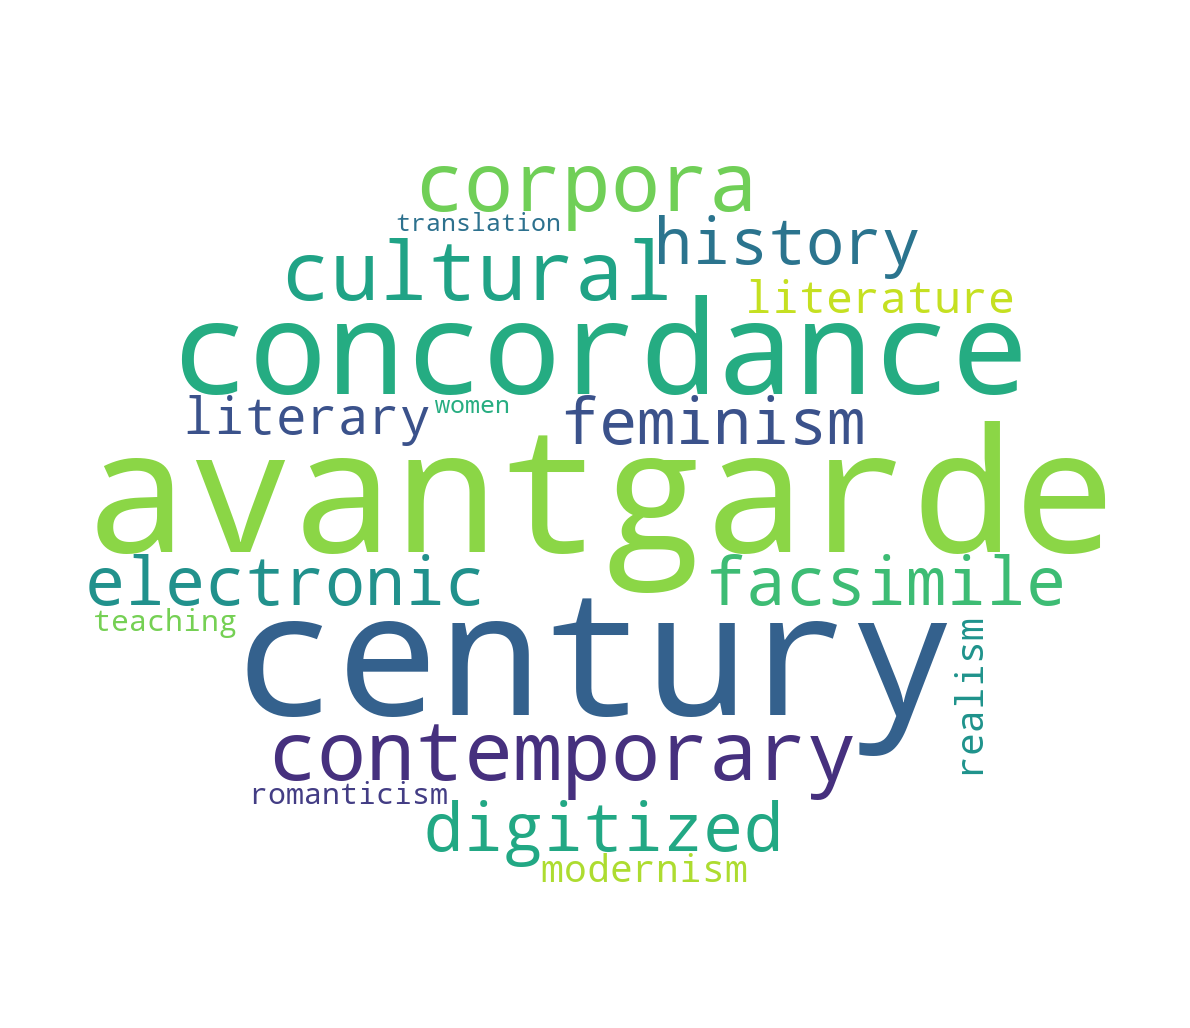 corpora
translation
history
cultural
literature
concordance
literary
women
feminism
avantgarde
electronic
facsimile
teaching
century
realism
contemporary
romanticism
digitized
modernism